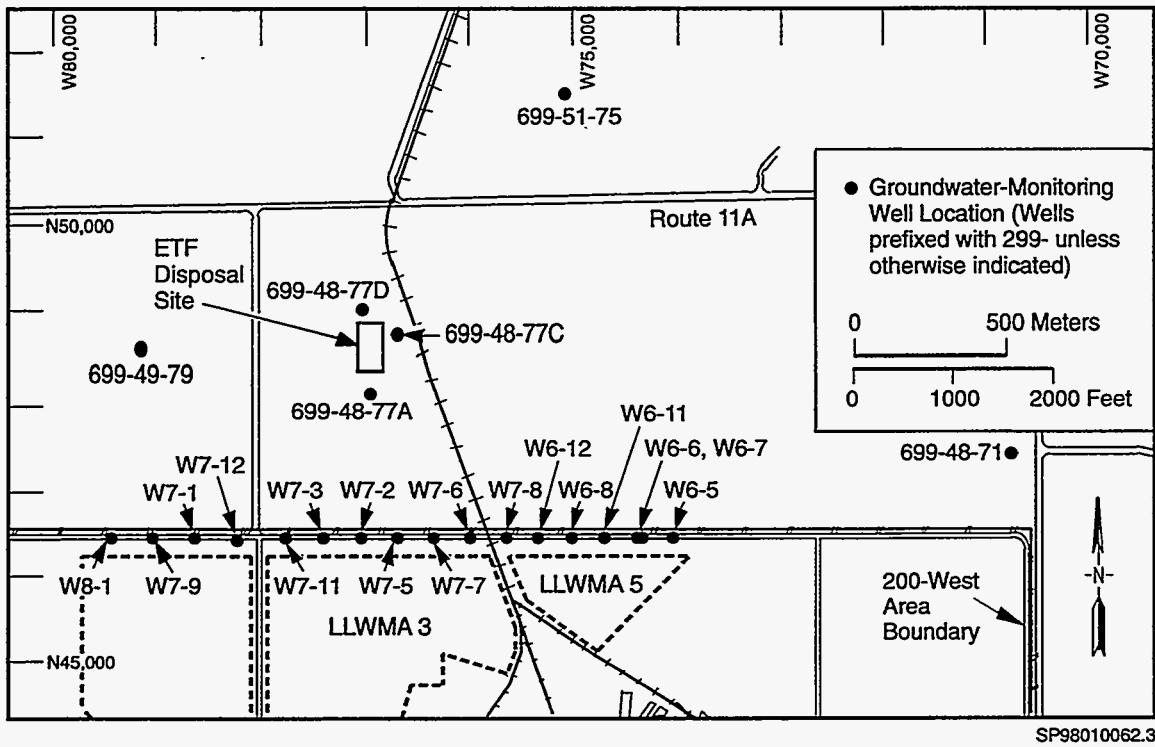 W80,000
W75,000
W70,000
699-51-75
Groundwater-Monitoring
Well Location (Wells
prefixed with 299- unless
otherwise indicated)
0 500 Meters
0 1000 2000 Feet
N50,000
Route 11A
ETF
Disposal
Site
699-48-77D
699-48-77C
699-49-79
699-48-77A
W6-11
W6-12
W6-6, W6-7
699-48-71
W7-12
W7-1
W7-3
W7-2
W7-6
W7-8
W6-8
W6-5
W8-1
W7-9
W7-11
W7-5
W7-7
LLWMA 5
LLWMA 3
200-West
Area
Boundary
-N-
N45,000
SP98010062.3